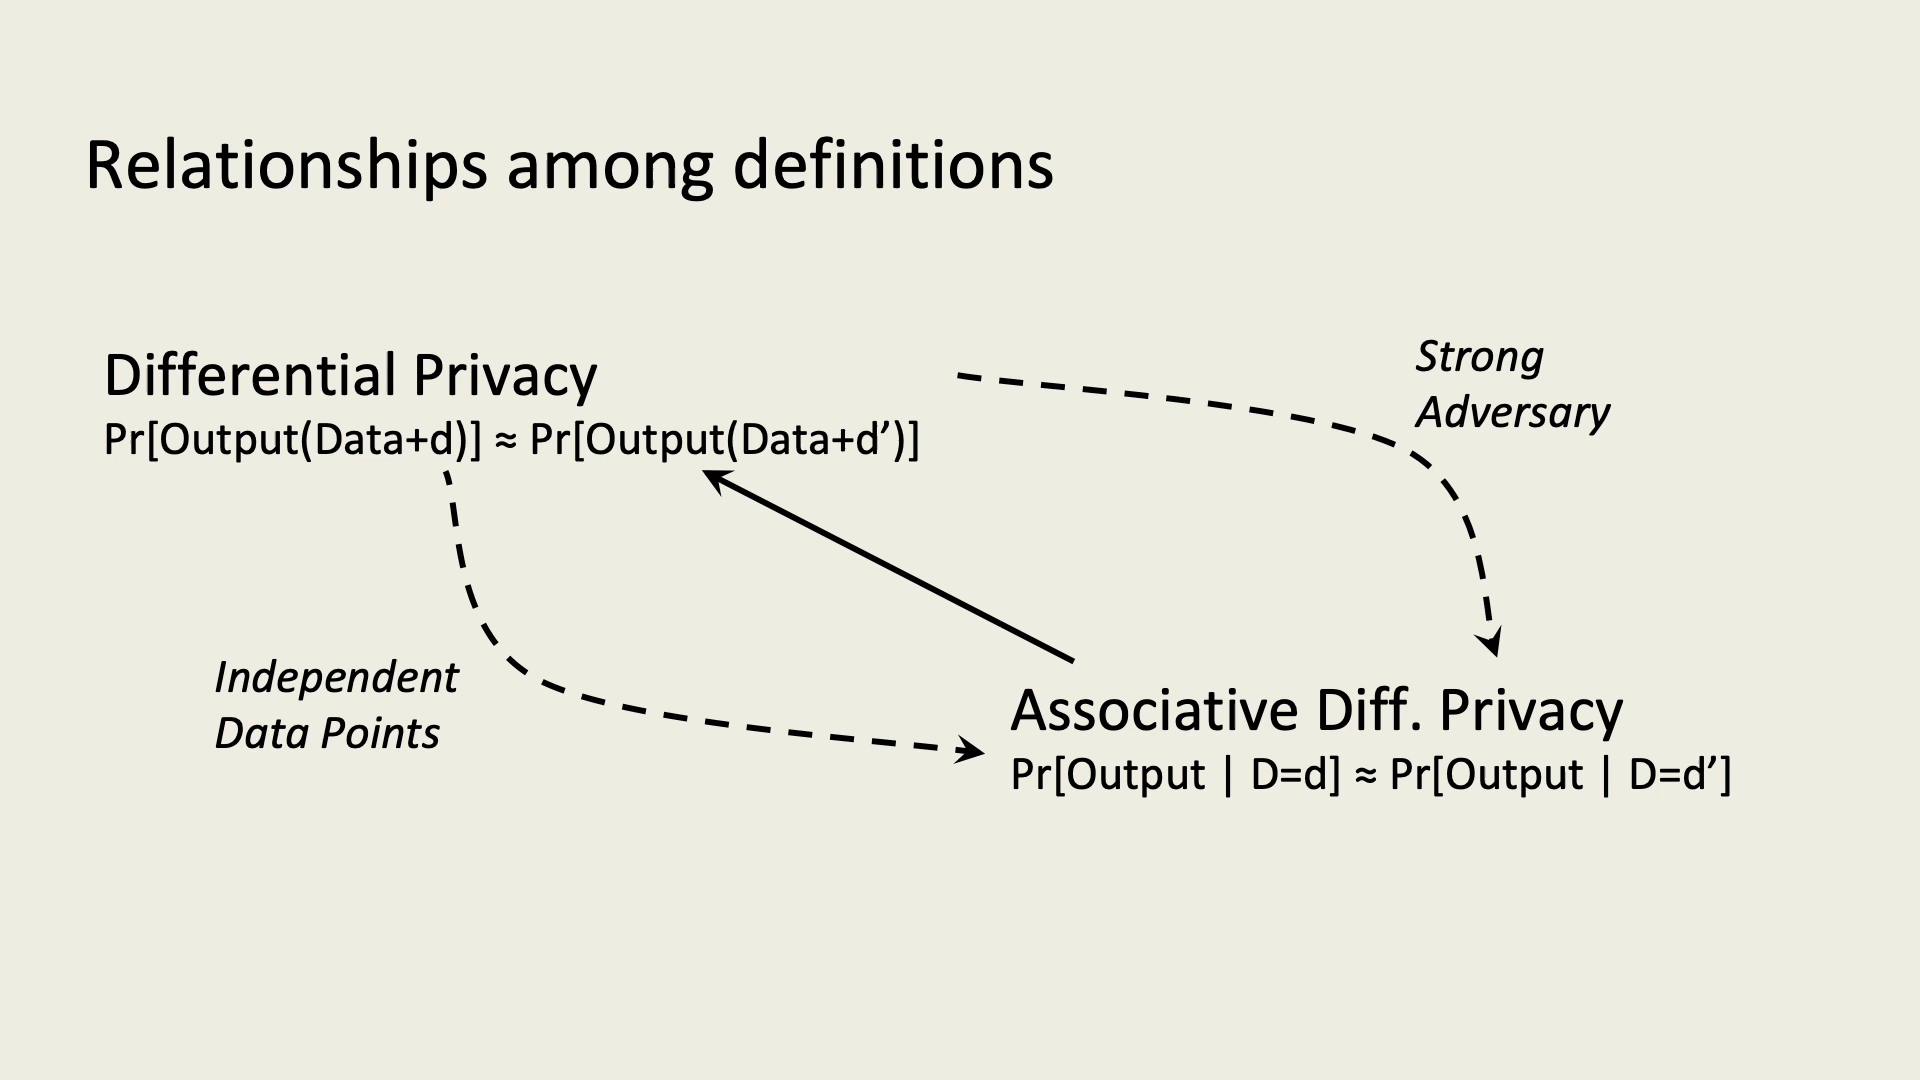 Relationships among definitions
Differential Privacy
Pr[Output(Data+d)] ≈ Pr[Output(Data+d’)]
Strong
Adversary
Independent
Data Points
Associative Diff. Privacy
Pr[Output | D=d] ≈ Pr[Output | D=d’]